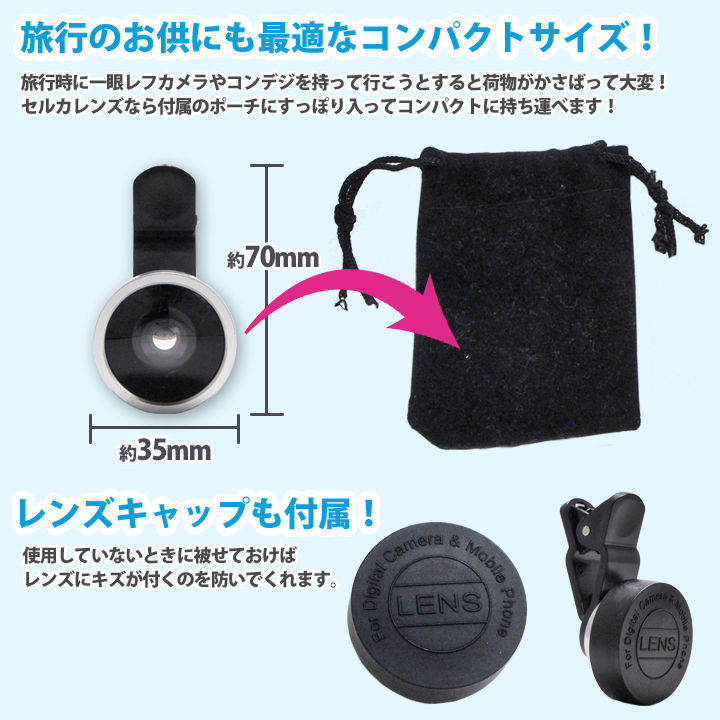 旅行のお供にも最適なコンパクトサイズ！
旅行時に一眼レフカメラやコンデジを持って行こうとすると荷物がかさばって大変！
セルカレンズなら付属のポーチにすっぽり入ってコンパクトに持ち運べます！
約70mm
約35mm
レンズキャップも付属！
使用していないときに被せておけば
レンズにキズが付くのを防いでくれます。
For Digital Camera & Mobile Phone
LENS
For Digital Camera & Mobile Phone
LENS